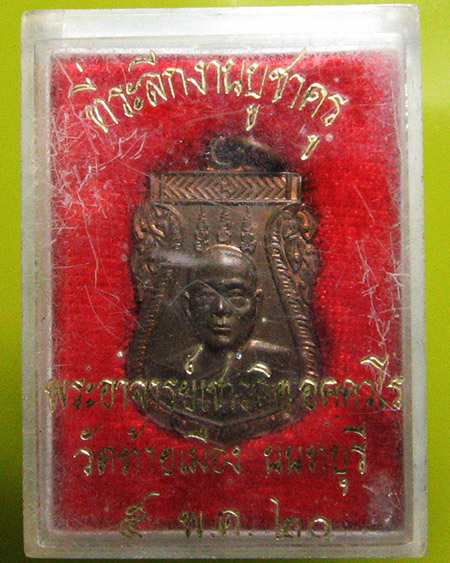 ที่ระลึกงานบูชาครู
พระอาจารย์
วัดท้ายเมือง นนทบุรี
๕ พ.ค. ๒๐